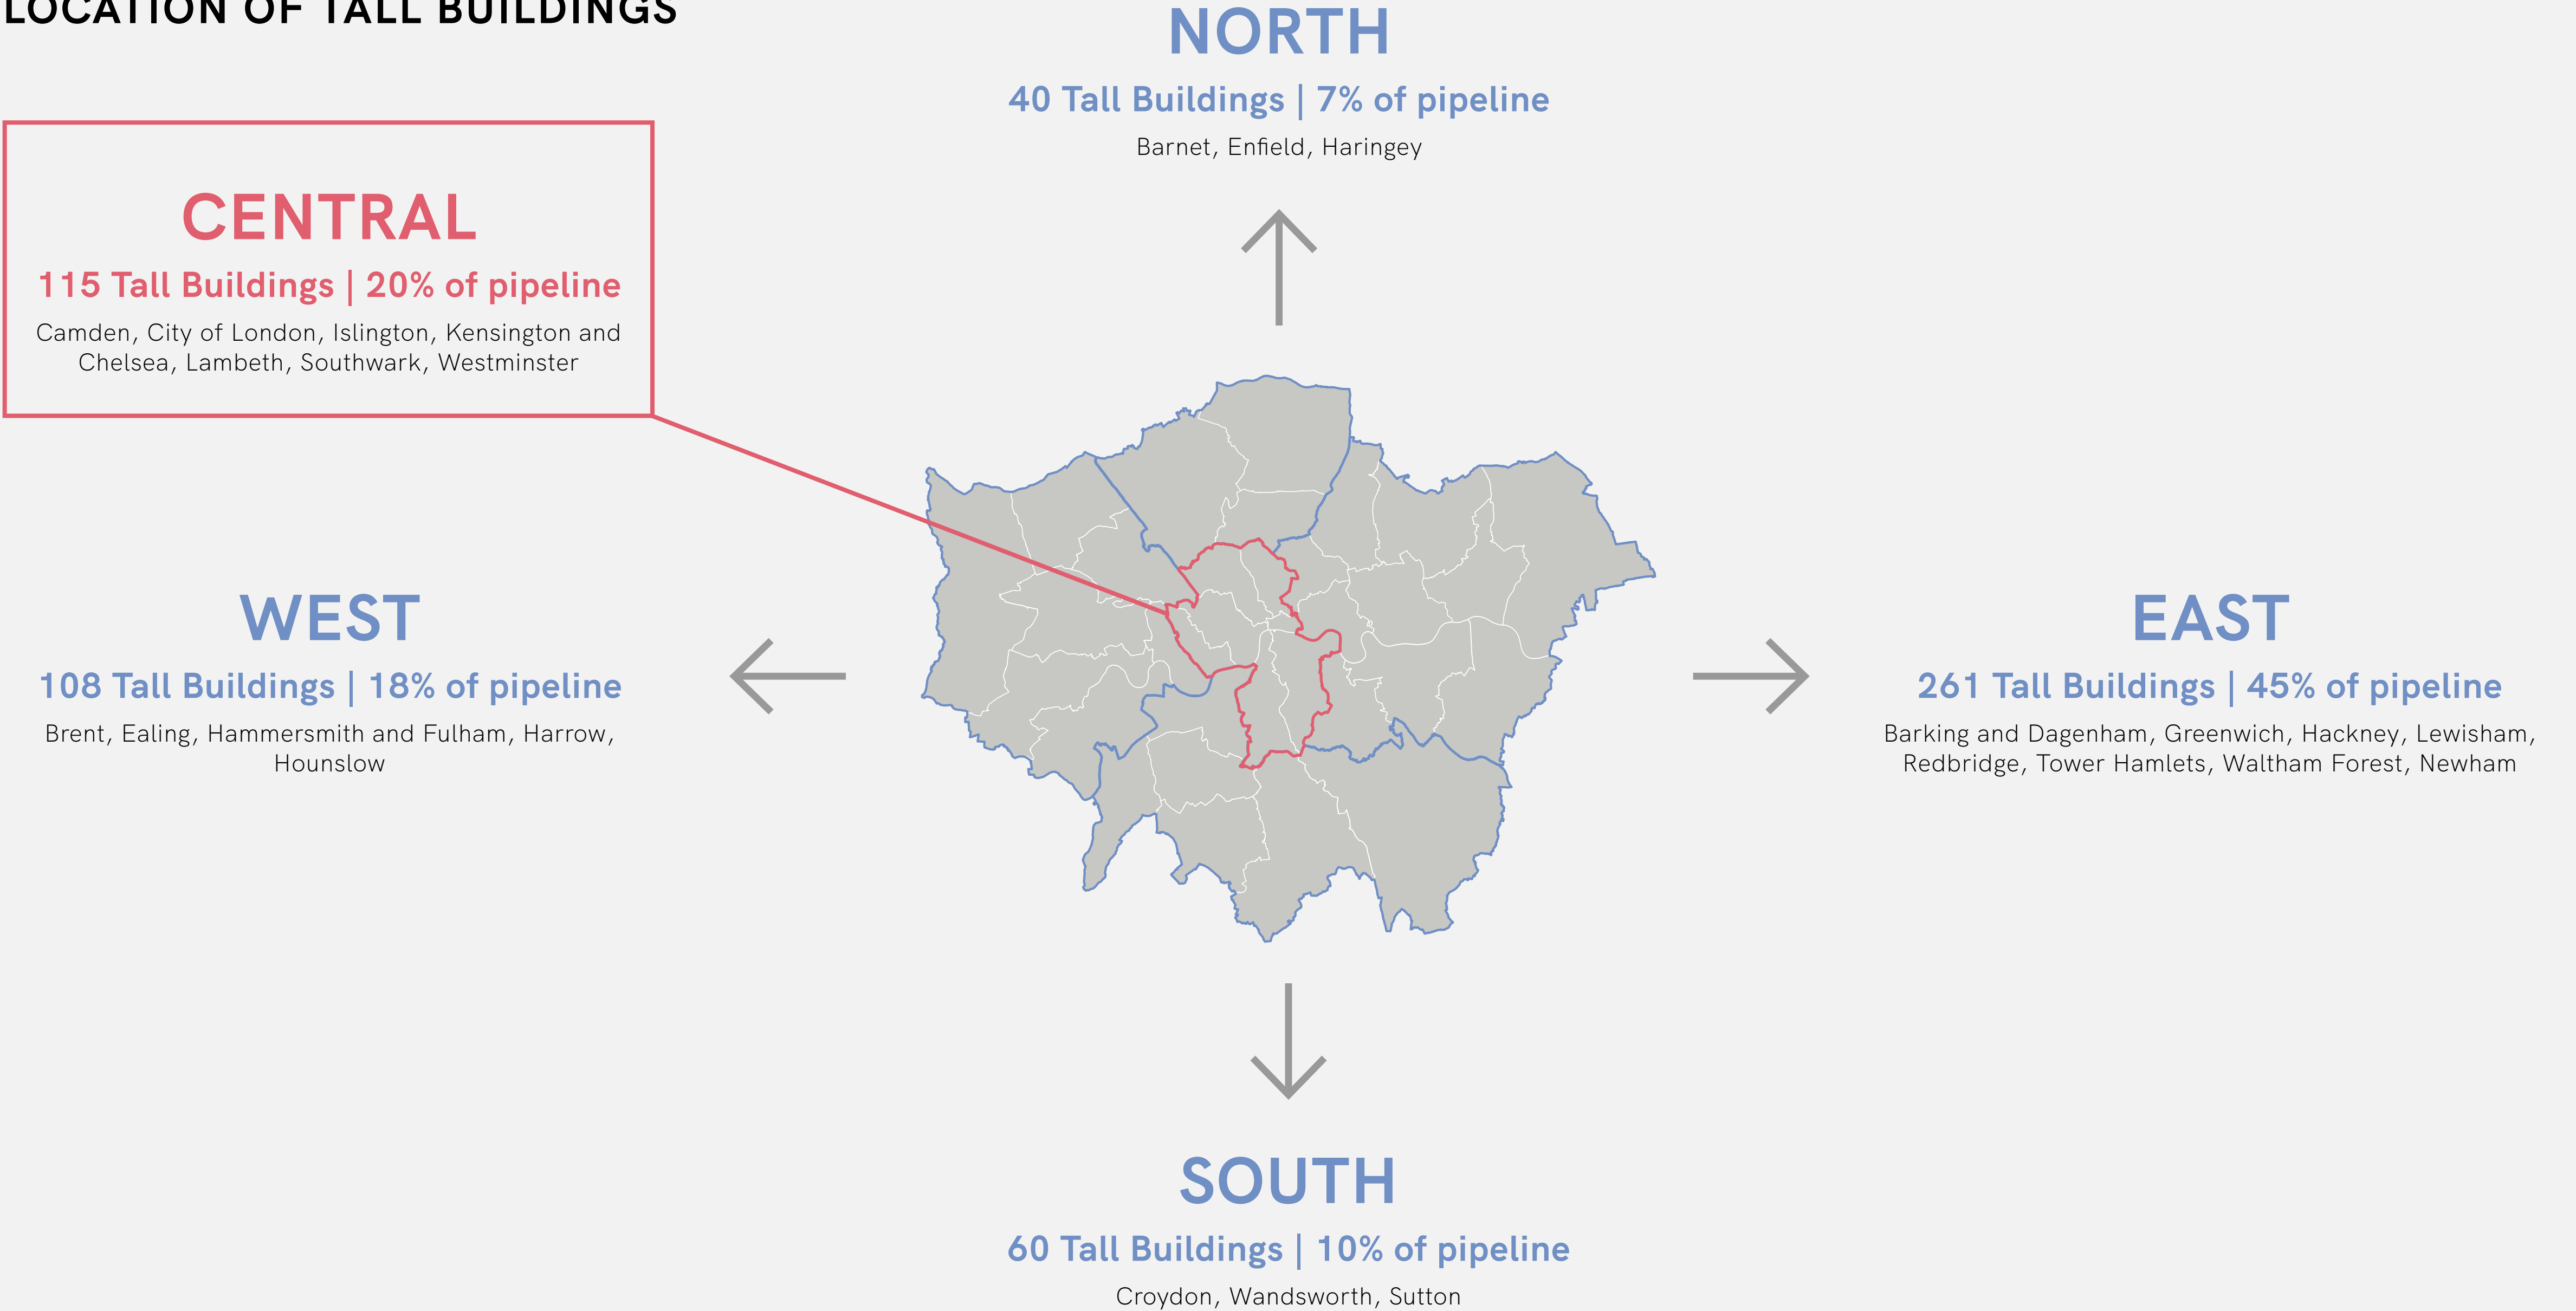 LOCATION OF TALL BUILDINGS
NORTH
40 Tall Buildings | 7% of pipeline
Barnet, Enfield, Haringey
CENTRAL
115 Tall Buildings | 20% of pipeline
Camden, City of London, Islington, Kensington and
Chelsea, Lambeth, Southwark, Westminster
WEST
108 Tall Buildings | 18% of pipeline
Brent, Ealing, Hammersmith and Fulham, Harrow,
Hounslow
EAST
261 Tall Buildings | 45% of pipeline
Barking and Dagenham, Greenwich, Hackney, Lewisham,
Redbridge, Tower Hamlets, Waltham Forest, Newham
SOUTH
60 Tall Buildings | 10% of pipeline
Croydon, Wandsworth, Sutton